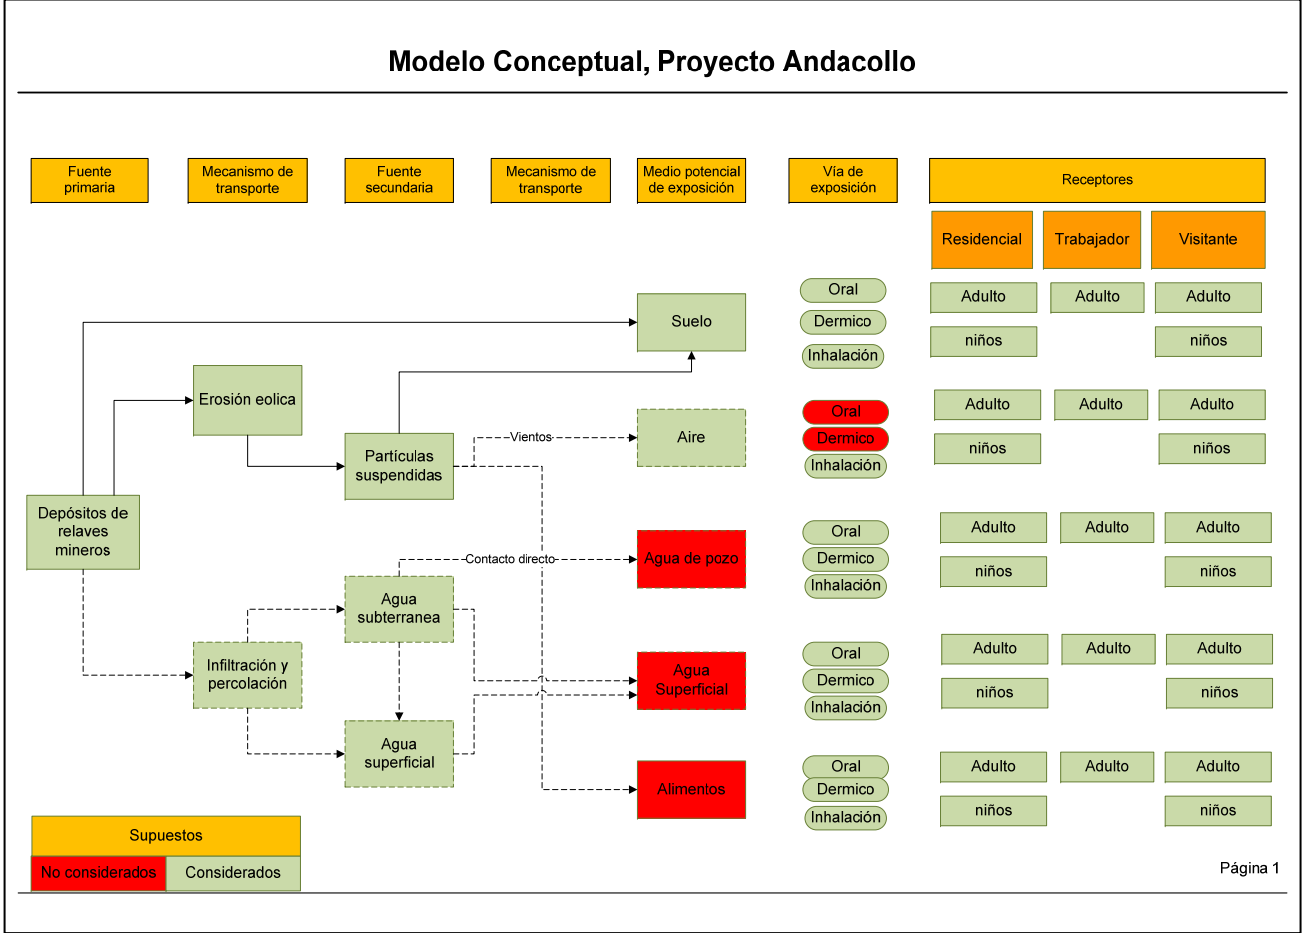 Modelo Conceptual, Proyecto Andacollo
Fuente
primaria
Mecanismo de
transporte
Fuente
secundaria
Mecanismo de
transporte
Medio potencial
de exposición
Vía de
exposición
Receptores
Residencial
Trabajador
Visitante
Suelo
Oral
Dermico
Inhalación
Adulto
Adulto
Adulto
niños
niños
Erosión eolica
Partículas
suspendidas
Vientos
Aire
Oral
Dermico
Inhalación
Adulto
Adulto
Adulto
niños
niños
Depósitos de
relaves
mineros
Contacto directo
Agua de pozo
Oral
Dermico
Inhalación
Adulto
Adulto
Adulto
niños
niños
Agua
subterranea
Infiltración y
percolación
Agua
Superficial
Oral
Dermico
Inhalación
Adulto
Adulto
Adulto
niños
niños
Agua
superficial
Alimentos
Oral
Dermico
Inhalación
Adulto
Adulto
Adulto
niños
niños
Supuestos
No considerados
Considerados
Página 1